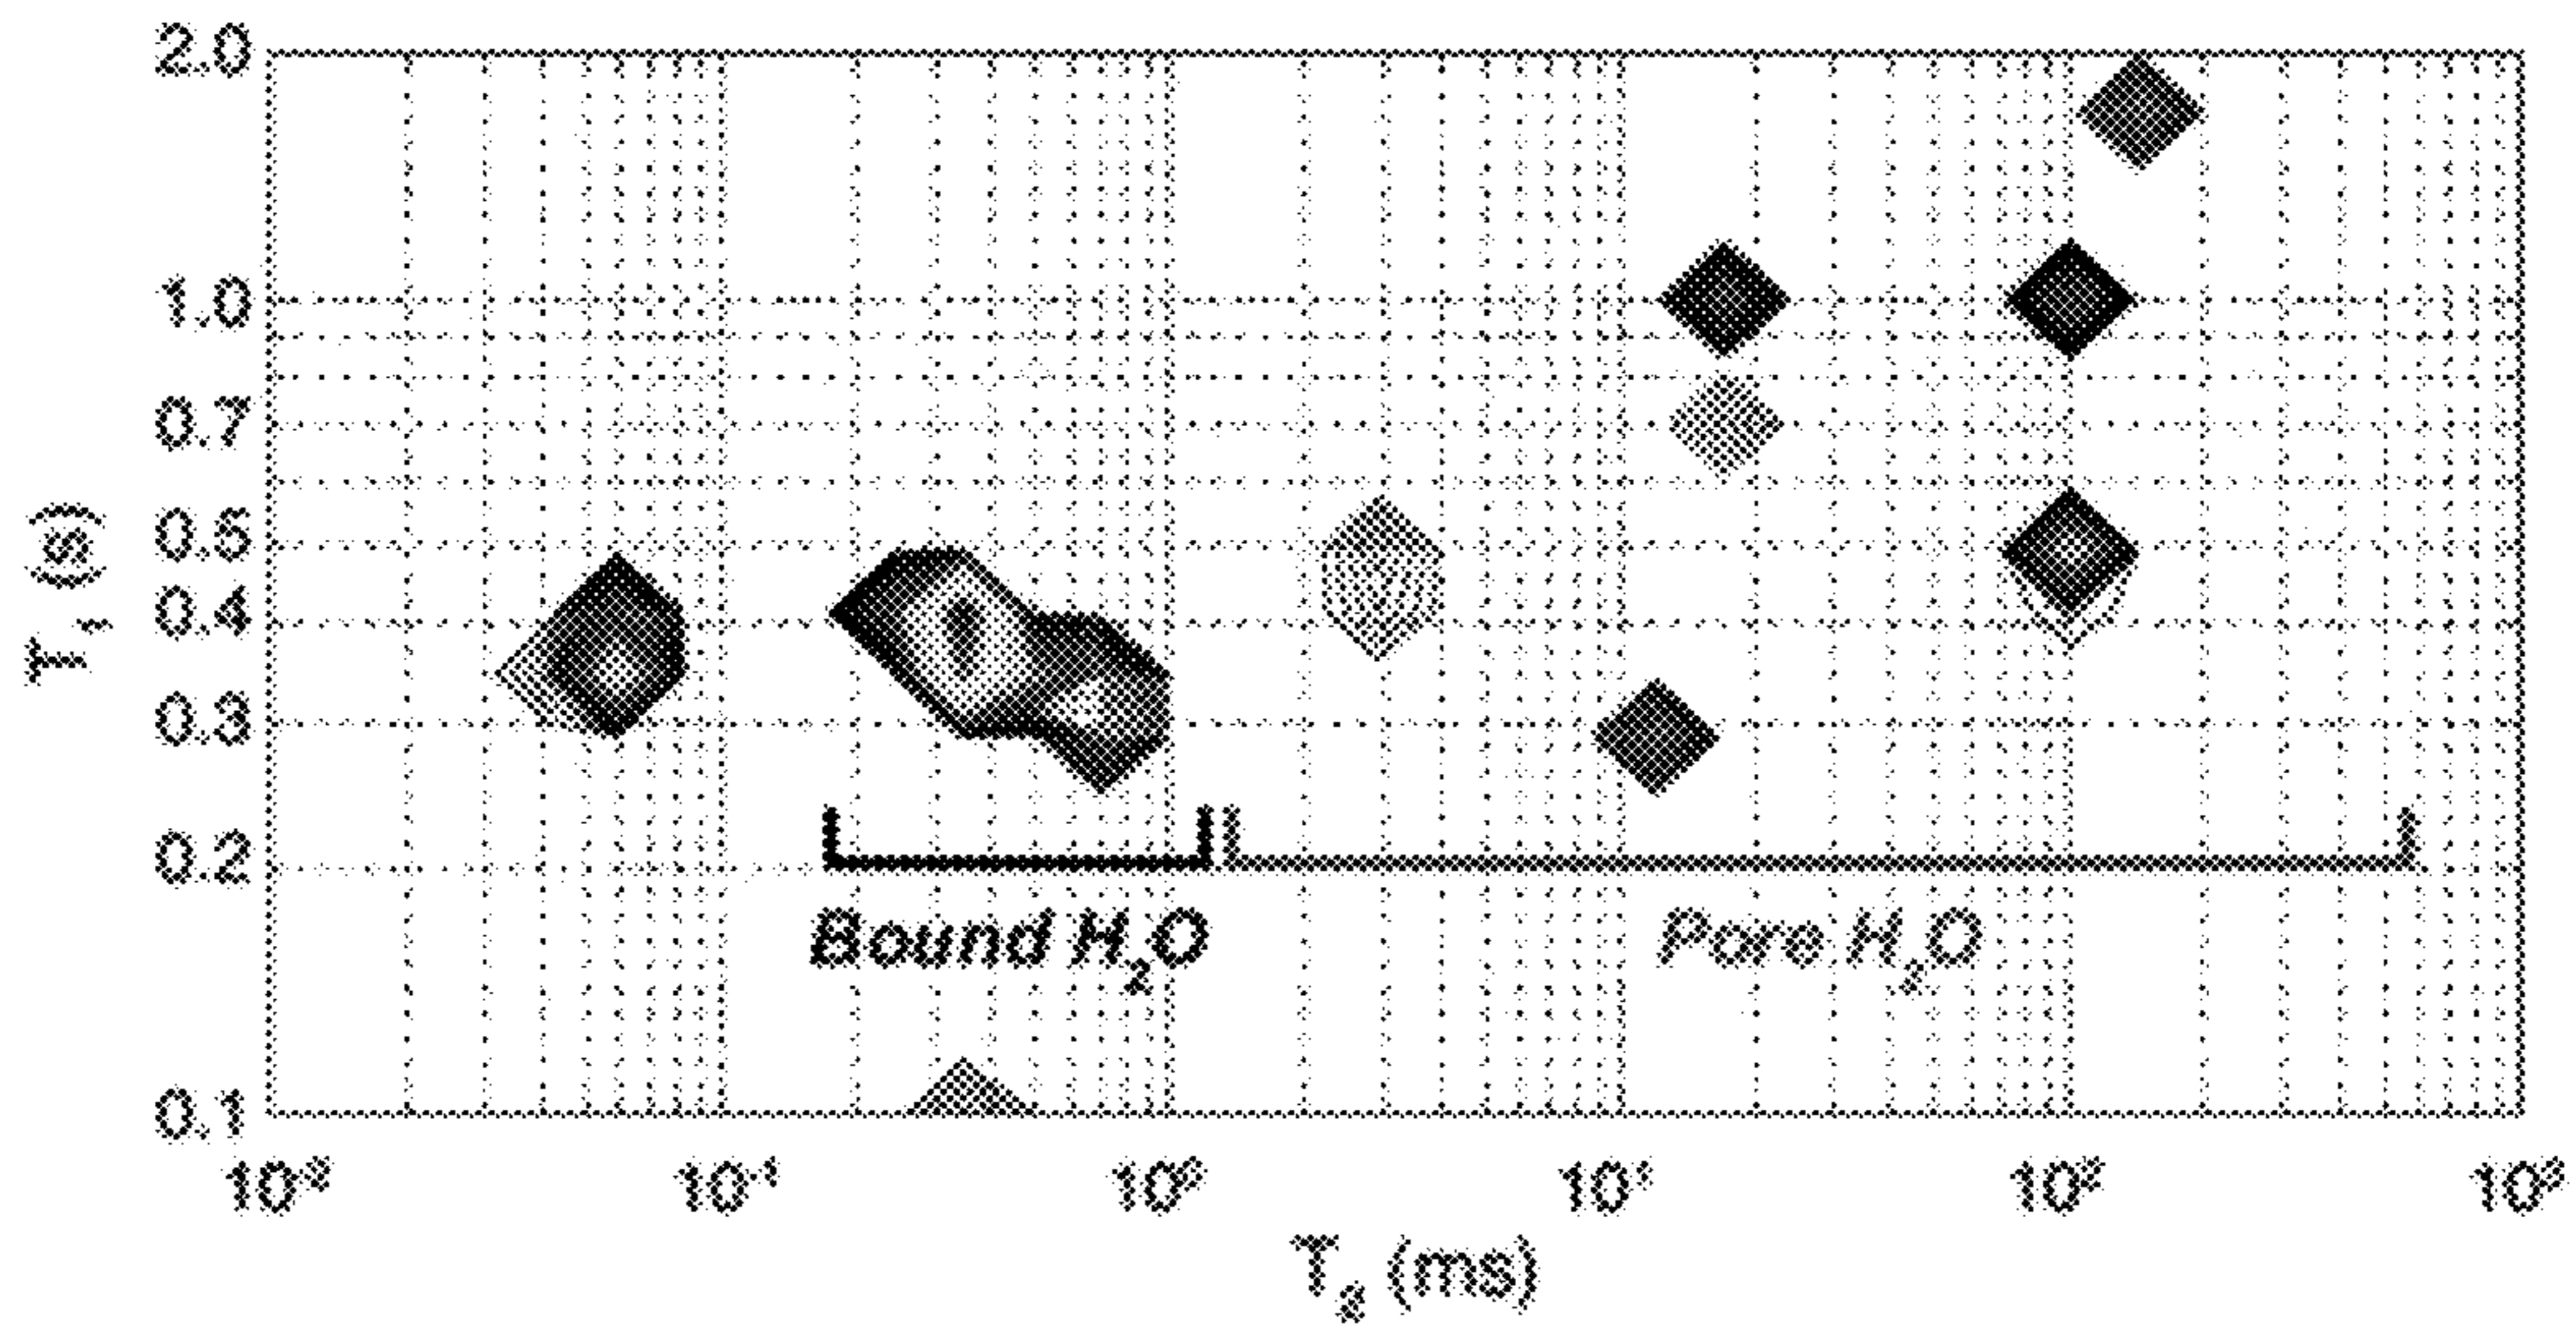 2.0
1.0
0.7
0.5
0.4
0.3
0.2
0.1
T₁ (s)
Bound H₂O
Pore H₂O
10⁻² 10⁻¹ 10⁰ 10¹ 10² 10³
T₂ (ms)